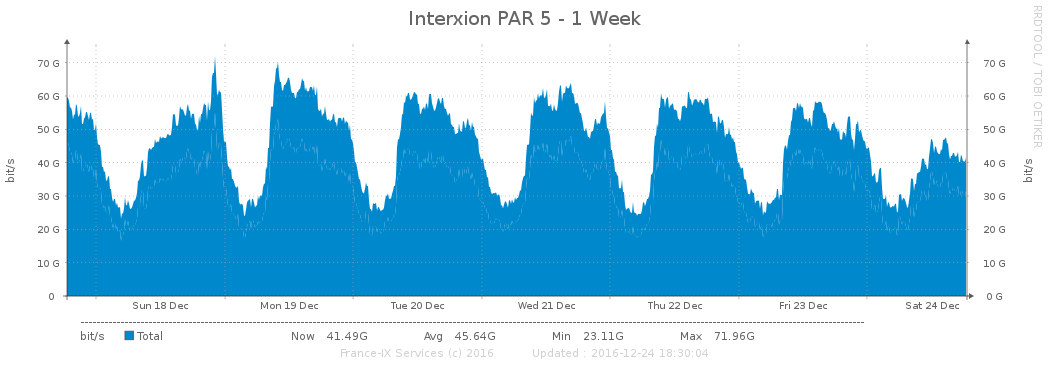 Interxion PAR 5 - 1 Week
RRDTOOL / TOBI OETIKER
bit/s
bit/s
70 G 70 G
60 G 60 G
50 G 50 G
40 G 40 G
30 G 30 G
20 G 20 G
10 G 10 G
0 0 G
Sun 18 Dec Mon 19 Dec Tue 20 Dec Wed 21 Dec Thu 22 Dec Fri 23 Dec Sat 24 Dec
bit/s Total Now 41.49G Avg 45.64G Min 23.11G Max 71.96G
France-IX Services (c) 2016 Updated : 2016-12-24 18:30:04